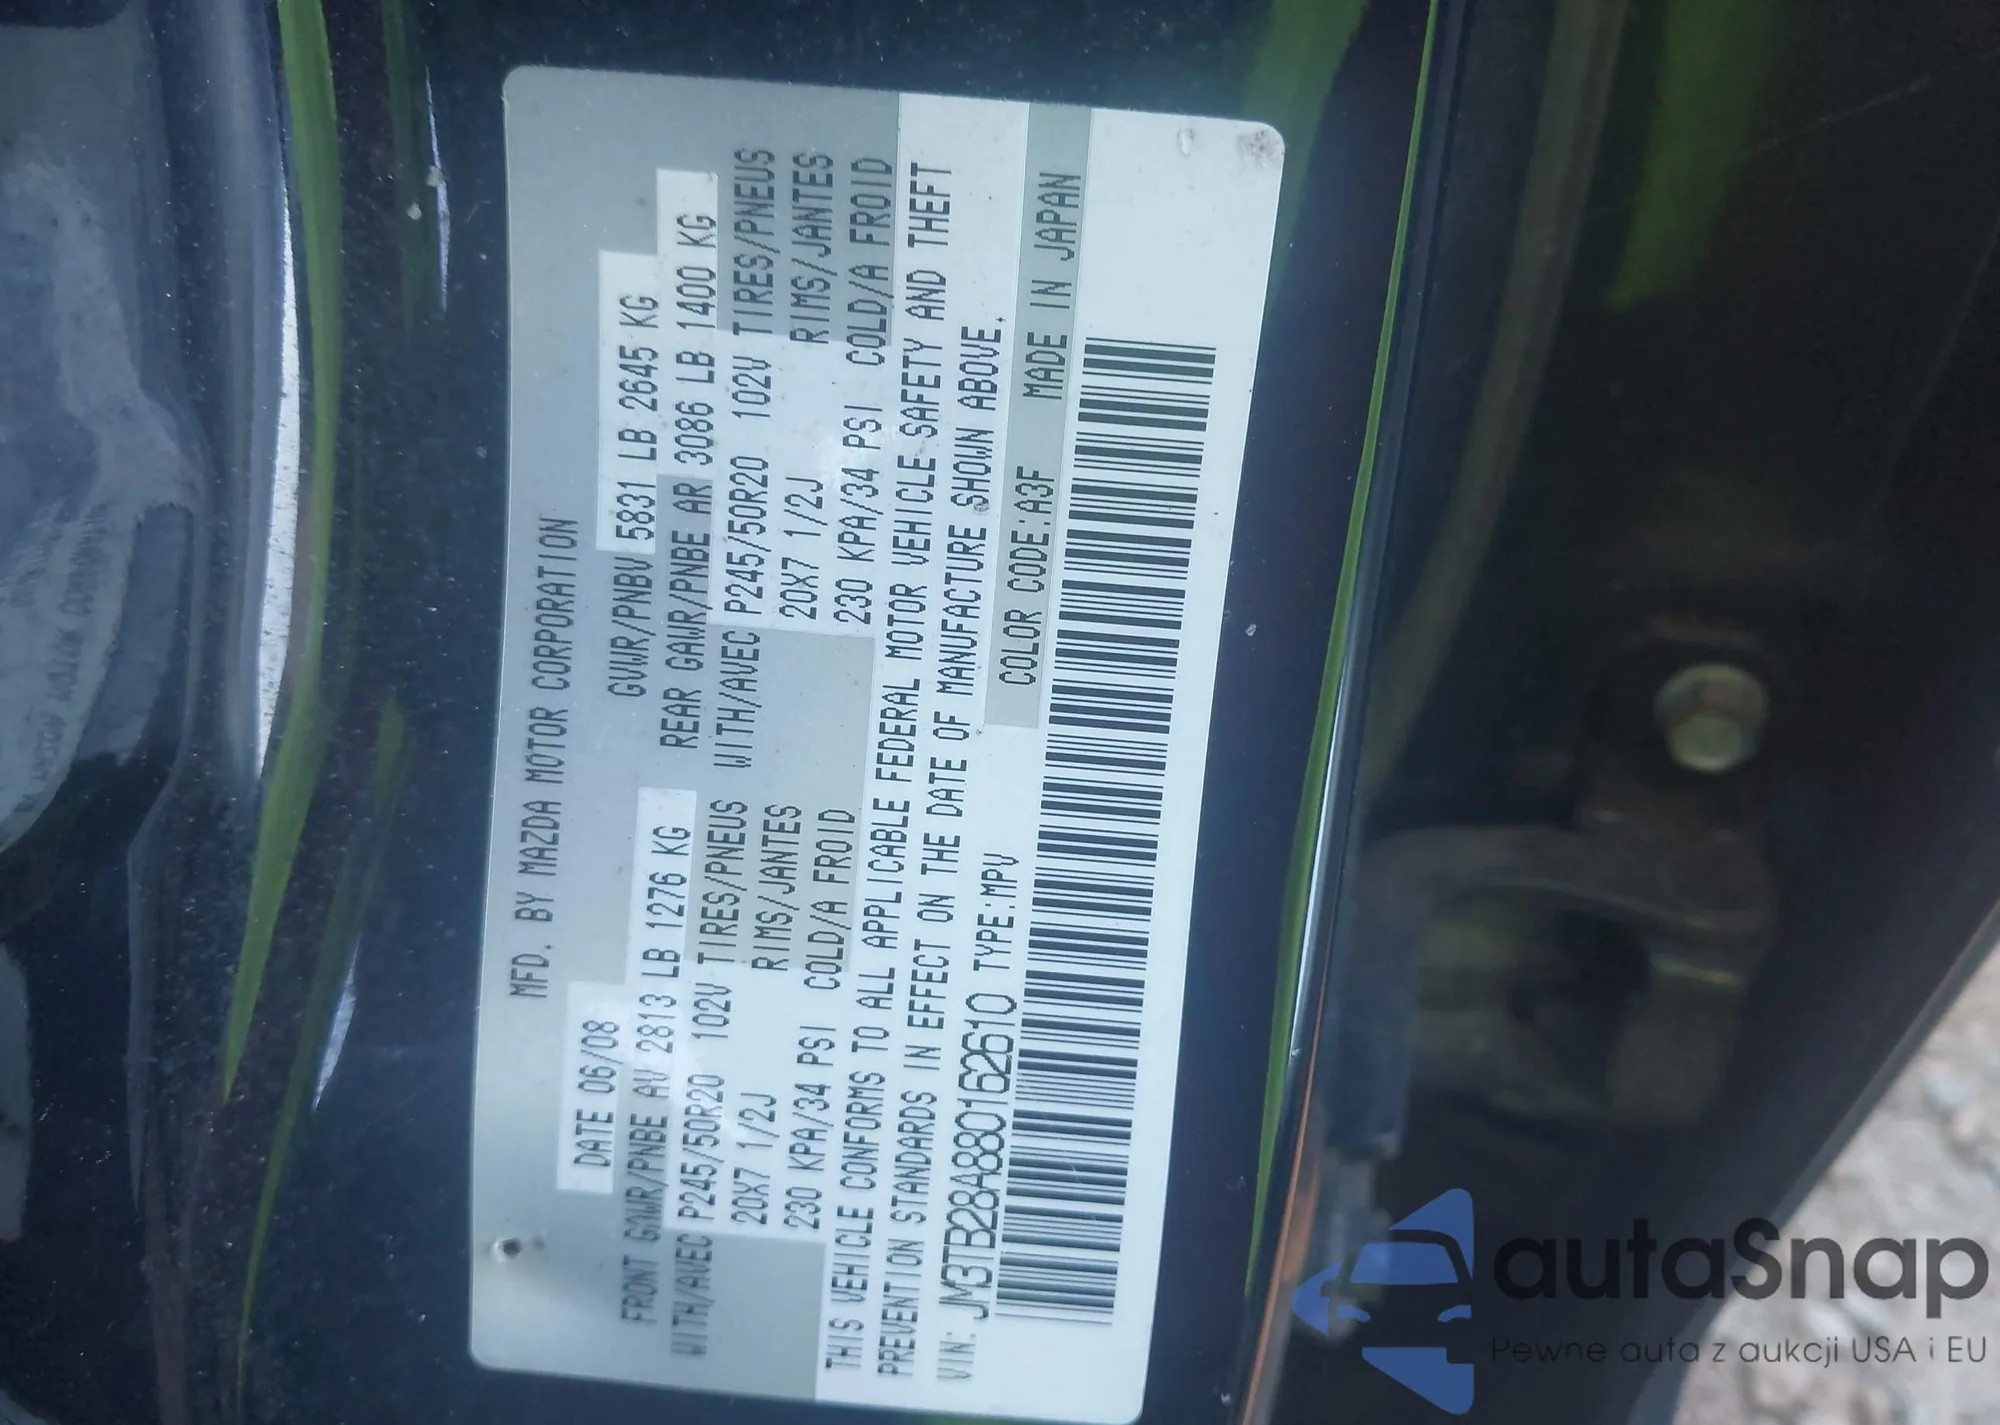 MFD. BY MAZDA MOTOR CORPORATION
DATE 06/08
GVWR/PNBV 5831 LB 2645 KG
FRONT GAWR/PNBE AV 2813 LB 1276 KG
REAR GAWR/PNBE AR 3086 LB 1400 KG
WITH/AVEC P245/50R20 102V TIRES/PNEUS
WITH/AVEC P245/50R20 102V TIRES/PNEUS
20X7 1/2J RIMS/JANTES
20X7 1/2J RIMS/JANTES
230 KPA/34 PSI COLD/A FROID
230 KPA/34 PSI COLD/A FROID
THIS VEHICLE CONFORMS TO ALL APPLICABLE FEDERAL MOTOR VEHICLE SAFETY AND THEFT
PREVENTION STANDARDS IN EFFECT ON THE DATE OF MANUFACTURE SHOWN ABOVE.
VIN: JM3TB28A880162610 TYPE:MPV
COLOR CODE:A3F MADE IN JAPAN
autaSnap
Pewne auta z aukcji USA i EU